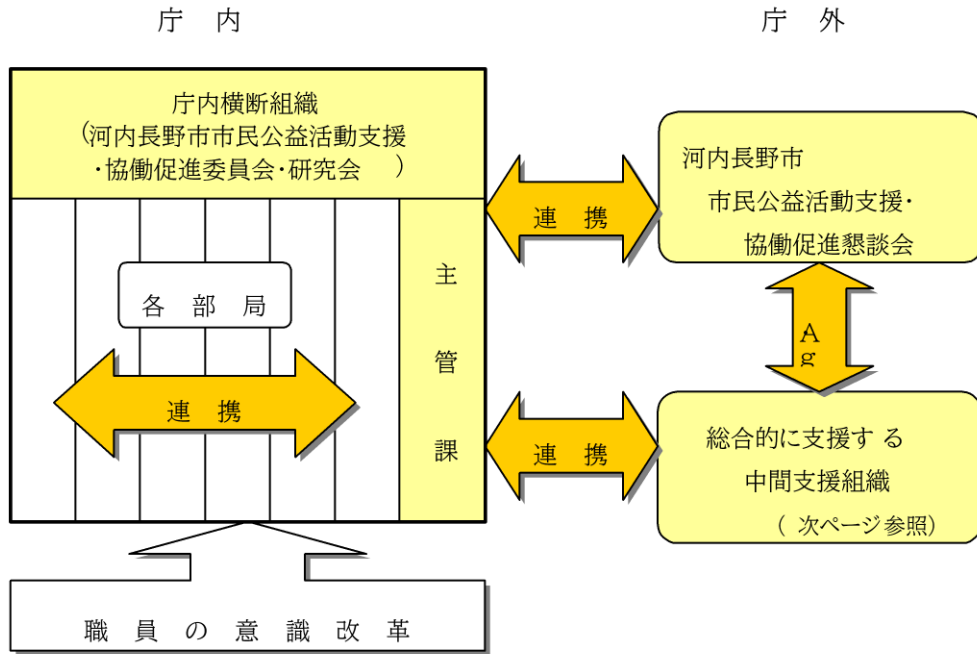 庁 内
庁 外
庁内横断組織
(河内長野市市民公益活動支援
・協働促進委員会・研究会 )
河内長野市
市民公益活動支援・
協働促進懇談会
連 携
各 部 局
主
管
課
連 携
Ag
連 携
総合的に支援す る
中間支援組織
( 次ページ参照)
職 員 の 意 識 改 革